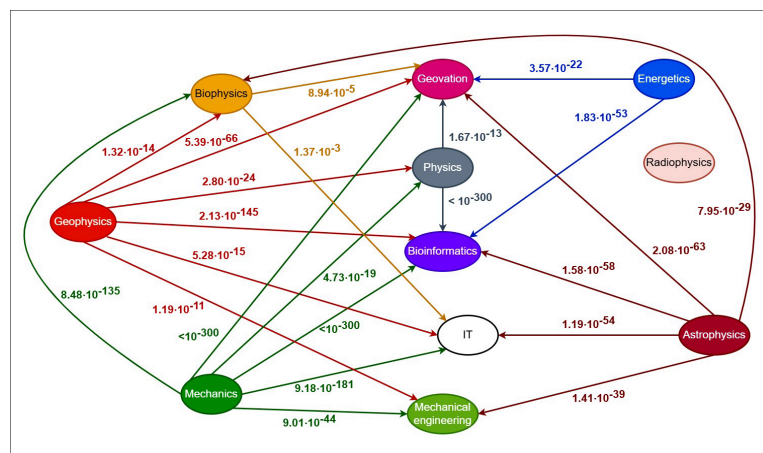 Geovation
3.57·10⁻²²
Energetics
Biophysics
8.94·10⁻⁵
1.83·10⁻⁵³
5.39·10⁻⁶⁶
1.32·10⁻¹⁴
1.67·10⁻¹³
1.37·10⁻³
Physics
Radiophysics
2.80·10⁻²⁴
< 10⁻³⁰⁰
7.95·10⁻²⁹
2.13·10⁻¹⁴⁵
Geophysics
Bioinformatics
2.08·10⁻⁶³
5.28·10⁻¹⁵
4.73·10⁻¹⁹
1.58·10⁻⁵⁸
8.48·10⁻¹³⁵
1.19·10⁻¹¹
<10⁻³⁰⁰
<10⁻³⁰⁰
1.19·10⁻⁵⁴
IT
Astrophysics
9.18·10⁻¹⁸¹
Mechanics
1.41·10⁻³⁹
Mechanical
engineering
9.01·10⁻⁴⁴